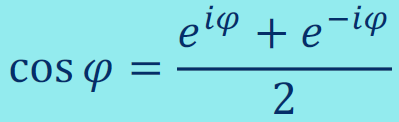 cos φ = (e^{iφ} + e^{−iφ}) / 2